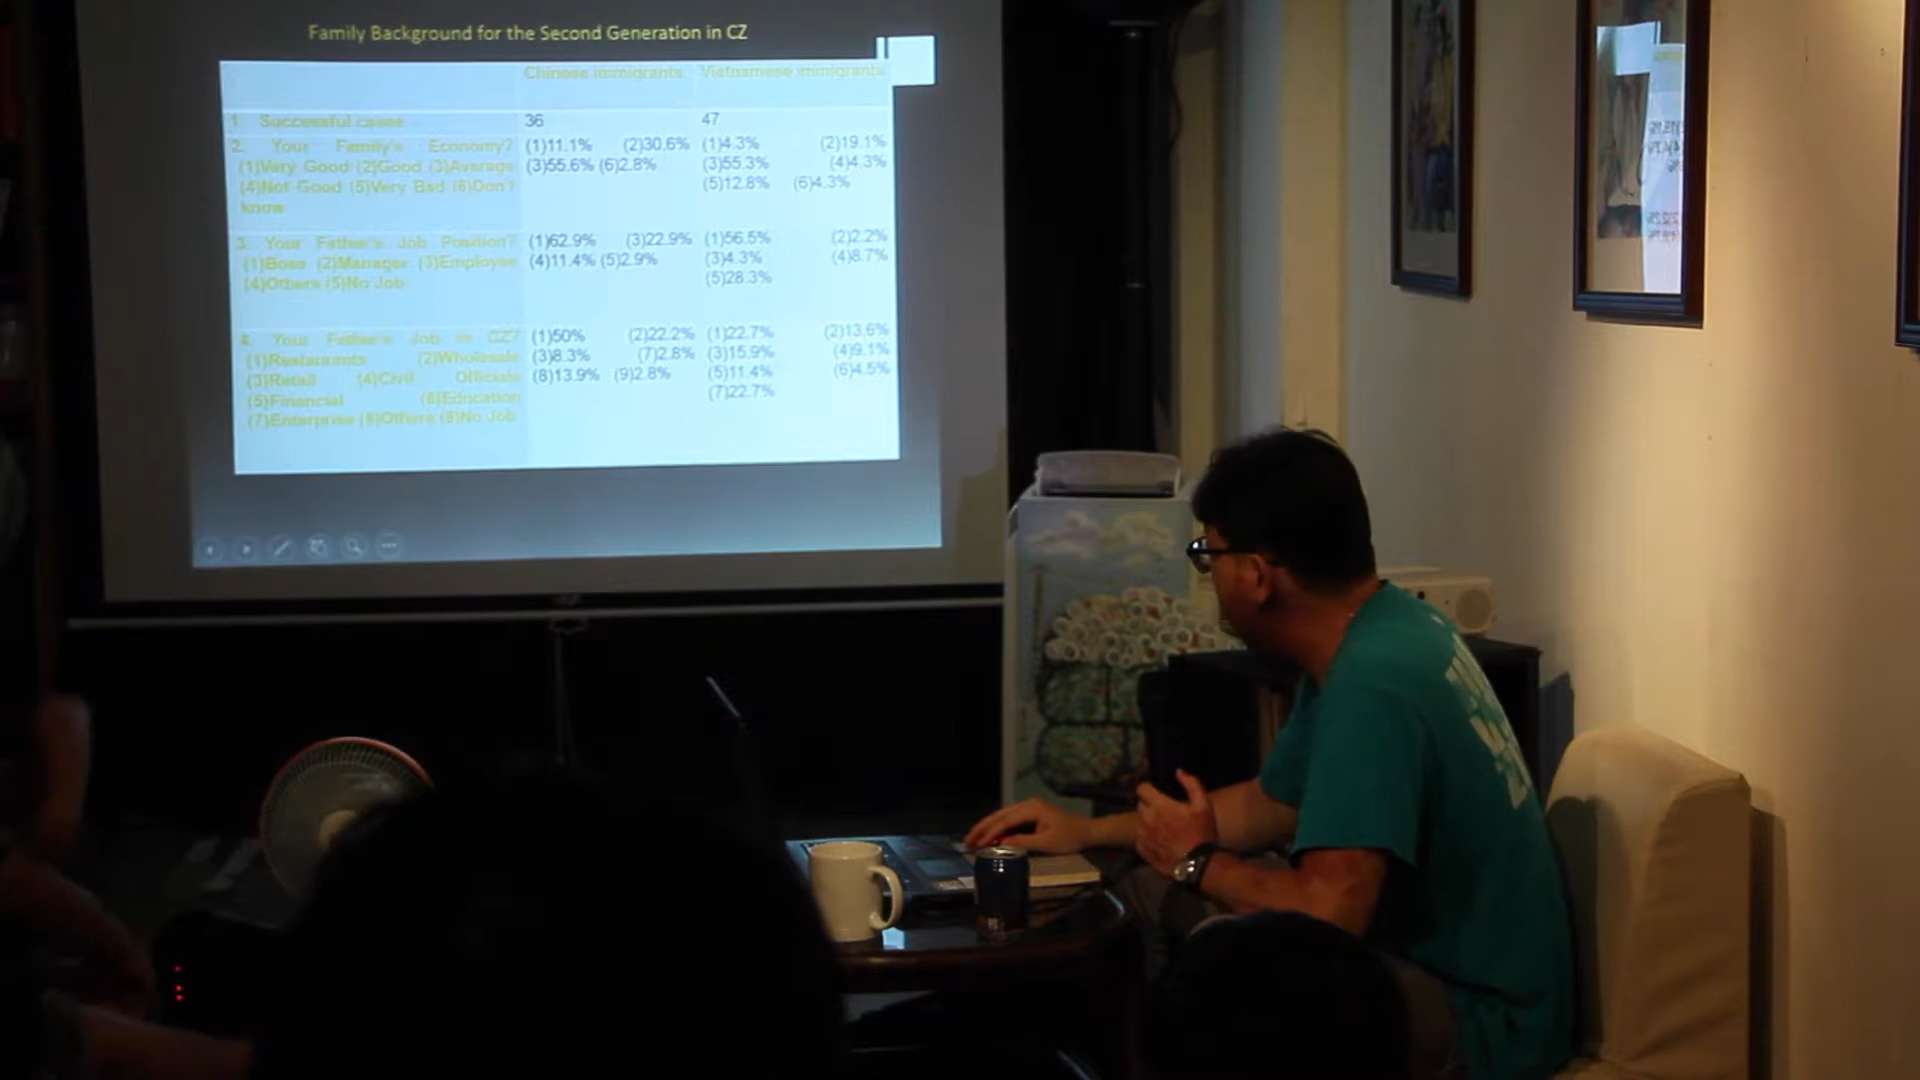 Family Background for the Second Generation in CZ
Chinese immigrants Vietnamese immigrants
1. Successful cases 36 47
2. Your Family's Economy? (1)11.1% (2)30.6% (1)4.3% (2)19.1%
(1)Very Good (2)Good (3)Average (3)55.6% (6)2.8% (3)55.3% (4)4.3%
(4)Not Good (5)Very Bad (6)Don't (5)12.8% (6)4.3%
know
3. Your Father's Job Position? (1)62.9% (3)22.9% (1)56.5% (2)2.2%
(1)Boss (2)Manager (3)Employee (4)11.4% (5)2.9% (3)4.3% (4)8.7%
(4)Others (5)No Job (5)28.3%
4. Your Father's Job in CZ? (1)50% (2)22.2% (1)22.7% (2)13.6%
(1)Restaurants (2)Wholesale (3)8.3% (7)2.8% (3)15.9% (4)9.1%
(3)Retail (4)Civil Officials (8)13.9% (9)2.8% (5)11.4% (6)4.5%
(5)Financial (6)Education (7)22.7%
(7)Enterprise (8)Others (9)No Job